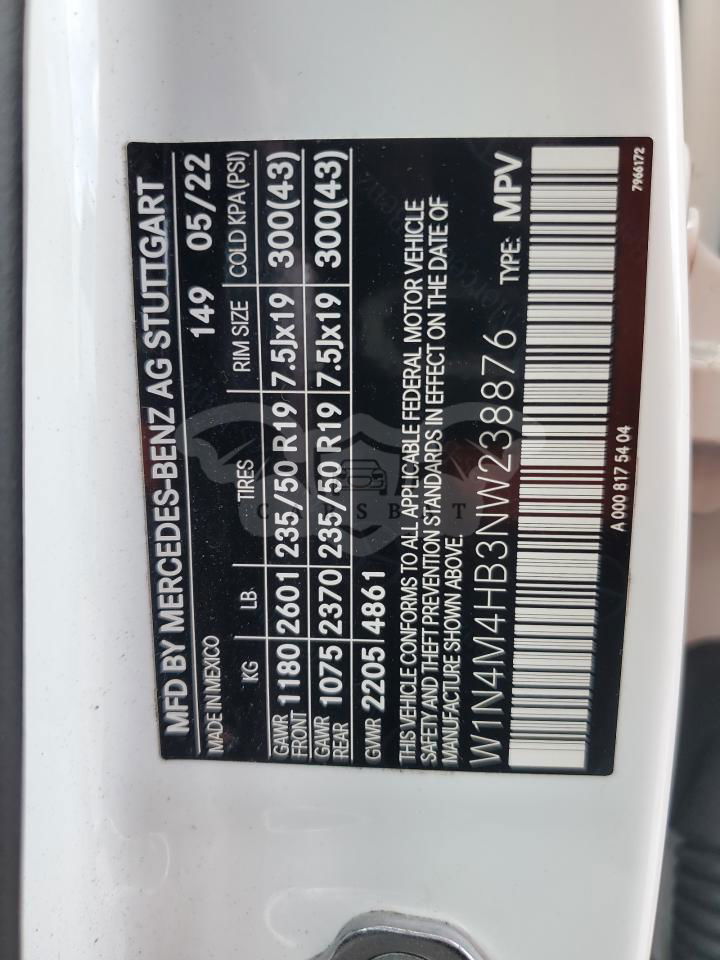 MFD BY MERCEDES-BENZ AG STUTTGART
MADE IN MEXICO 149 05/22
KG LB TIRES RIM SIZE COLD KPA (PSI)
GAWR FRONT 1180 2601 235/50 R19 7.5Jx19 300(43)
GAWR REAR 1075 2370 235/50 R19 7.5Jx19 300(43)
GVWR 2205 4861
THIS VEHICLE CONFORMS TO ALL APPLICABLE FEDERAL MOTOR VEHICLE
SAFETY AND THEFT PREVENTION STANDARDS IN EFFECT ON THE DATE OF
MANUFACTURE SHOWN ABOVE.
W1N4M4HB3NW238876 TYPE: MPV
A 000 817 54 04 7966172